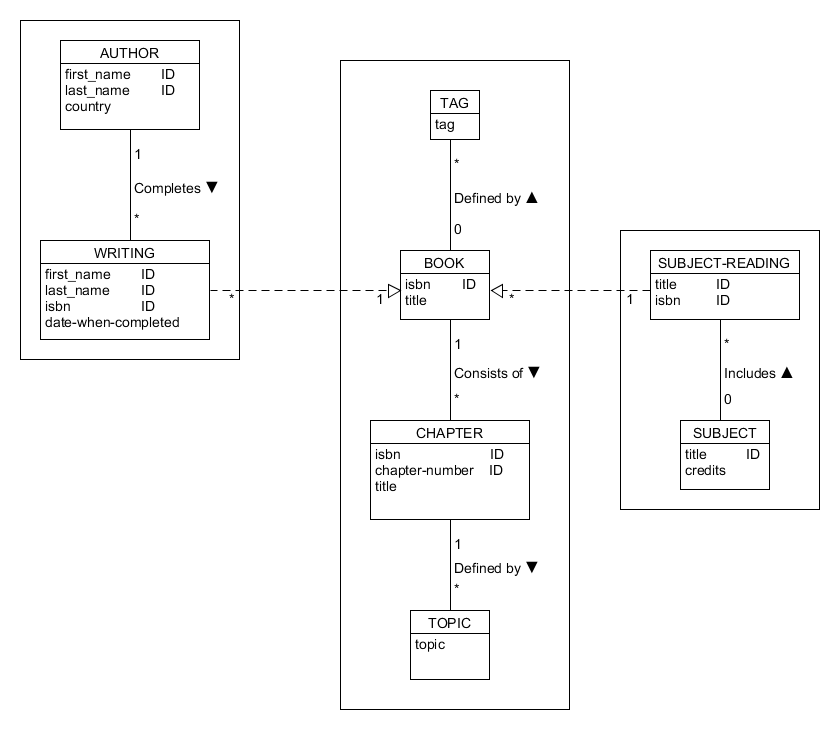 AUTHOR
first_name ID
last_name ID
country
1
Completes ▼
*
WRITING
first_name ID
last_name ID
isbn ID
date-when-completed
*
1
TAG
tag
*
Defined by ▲
0
BOOK
isbn ID
title
1
Consists of ▼
*
CHAPTER
isbn ID
chapter-number ID
title
1
Defined by ▼
*
TOPIC
topic
*
1
SUBJECT-READING
title ID
isbn ID
*
Includes ▲
0
SUBJECT
title ID
credits